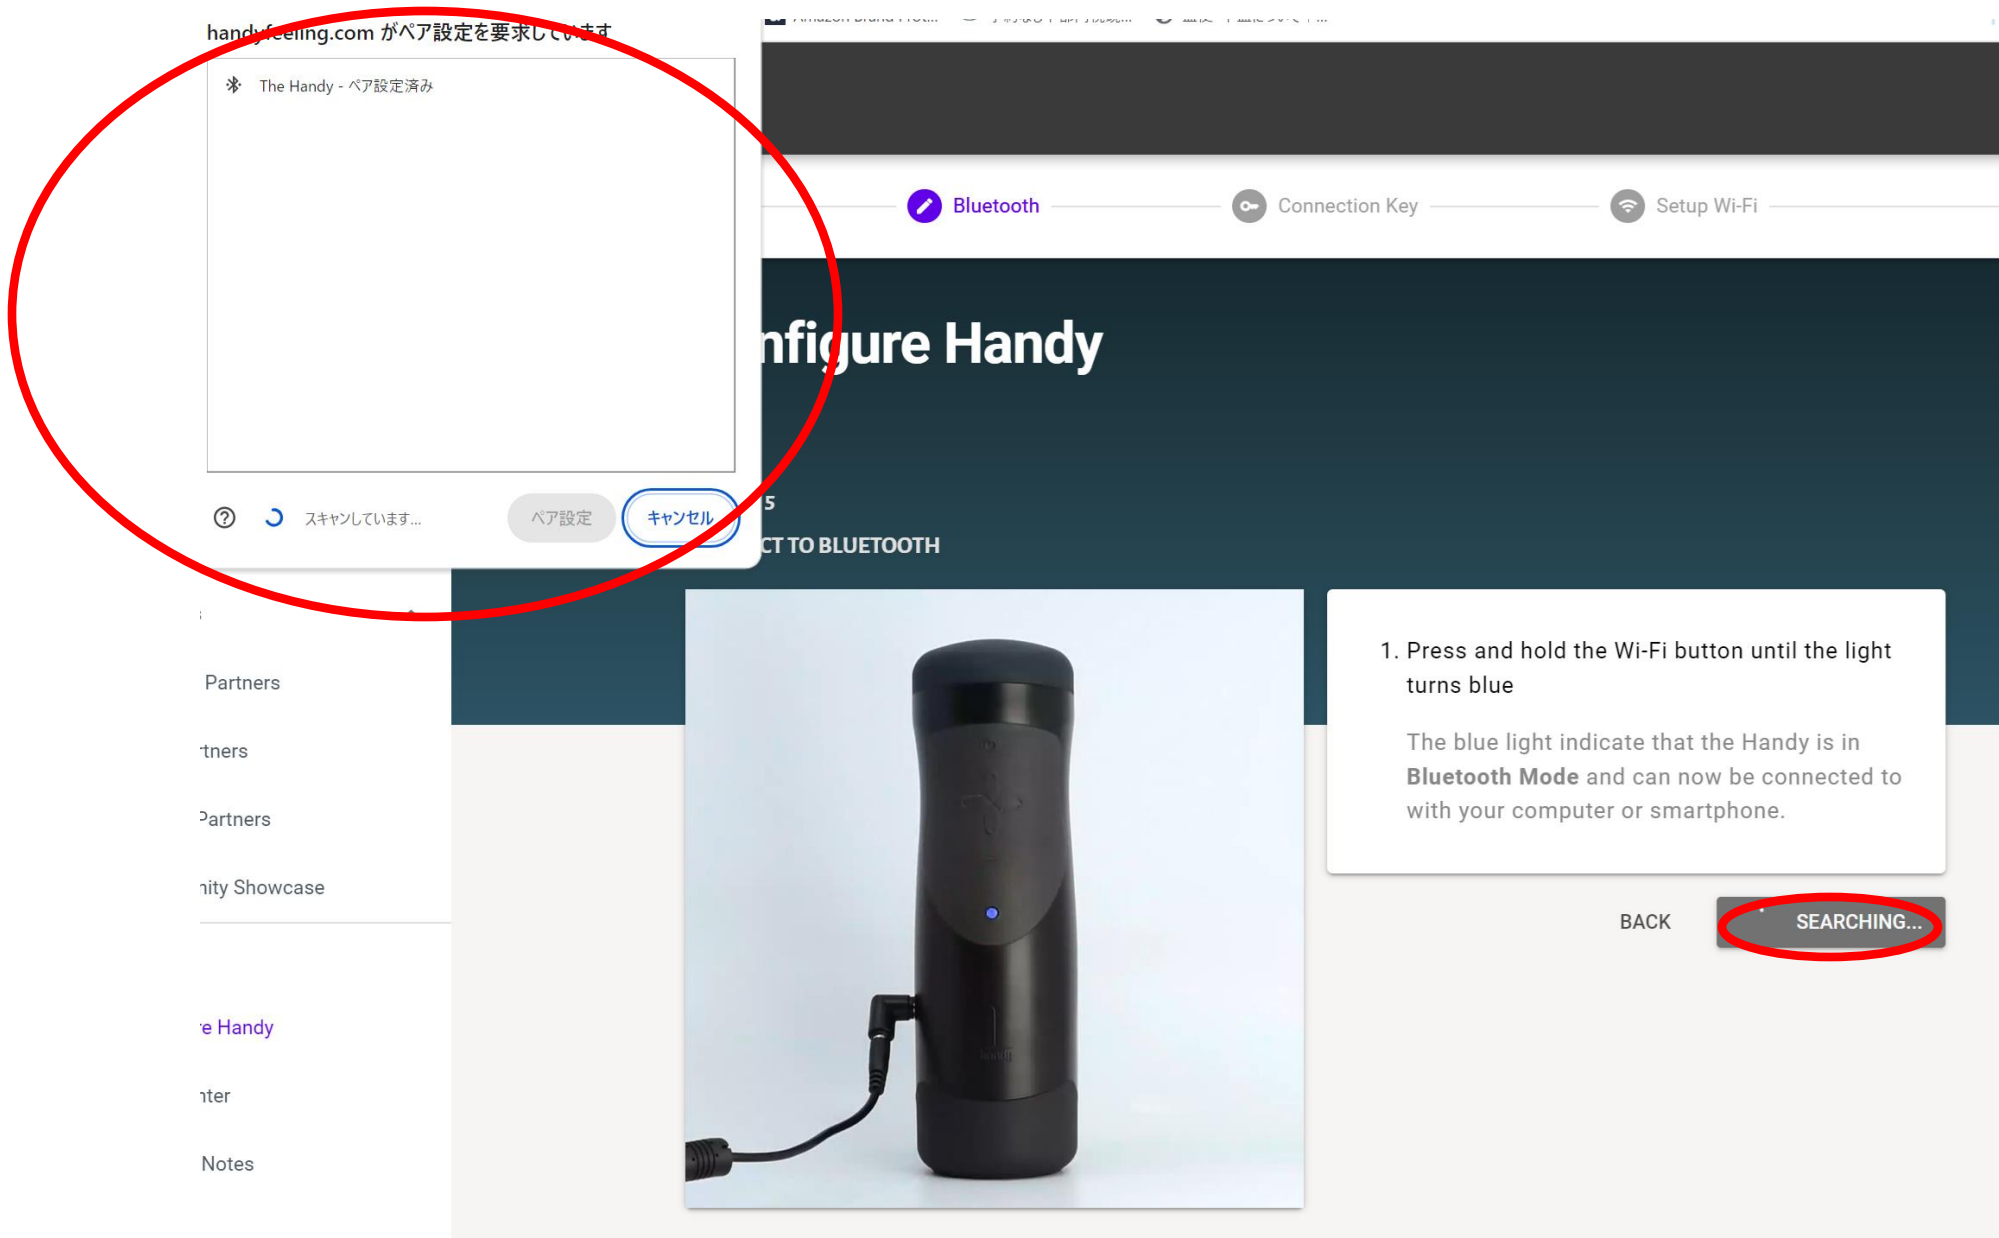 handyfeeling.com がペア設定を要求しています
The Handy - ペア設定済み
スキャンしています...
ペア設定
キャンセル
Bluetooth
Connection Key
Setup Wi-Fi
nfigure Handy
5
CT TO BLUETOOTH
1. Press and hold the Wi-Fi button until the light
turns blue
The blue light indicate that the Handy is in
Bluetooth Mode and can now be connected to
with your computer or smartphone.
BACK
SEARCHING...
Partners
rtners
Partners
nity Showcase
re Handy
nter
Notes